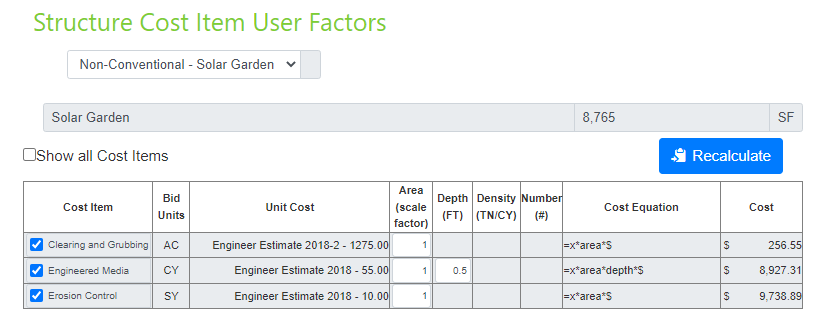 Structure Cost Item User Factors
Non-Conventional - Solar Garden
Solar Garden 8,765 SF
Show all Cost Items
Recalculate
Cost Item Bid Units Unit Cost Area (scale factor) Depth (FT) Density (TN/CY) Number (#) Cost Equation Cost
Clearing and Grubbing AC Engineer Estimate 2018-2 - 1275.00 1 =x*area*$ $ 256.55
Engineered Media CY Engineer Estimate 2018 - 55.00 1 0.5 =x*area*depth*$ $ 8,927.31
Erosion Control SY Engineer Estimate 2018 - 10.00 1 =x*area*$ $ 9,738.89